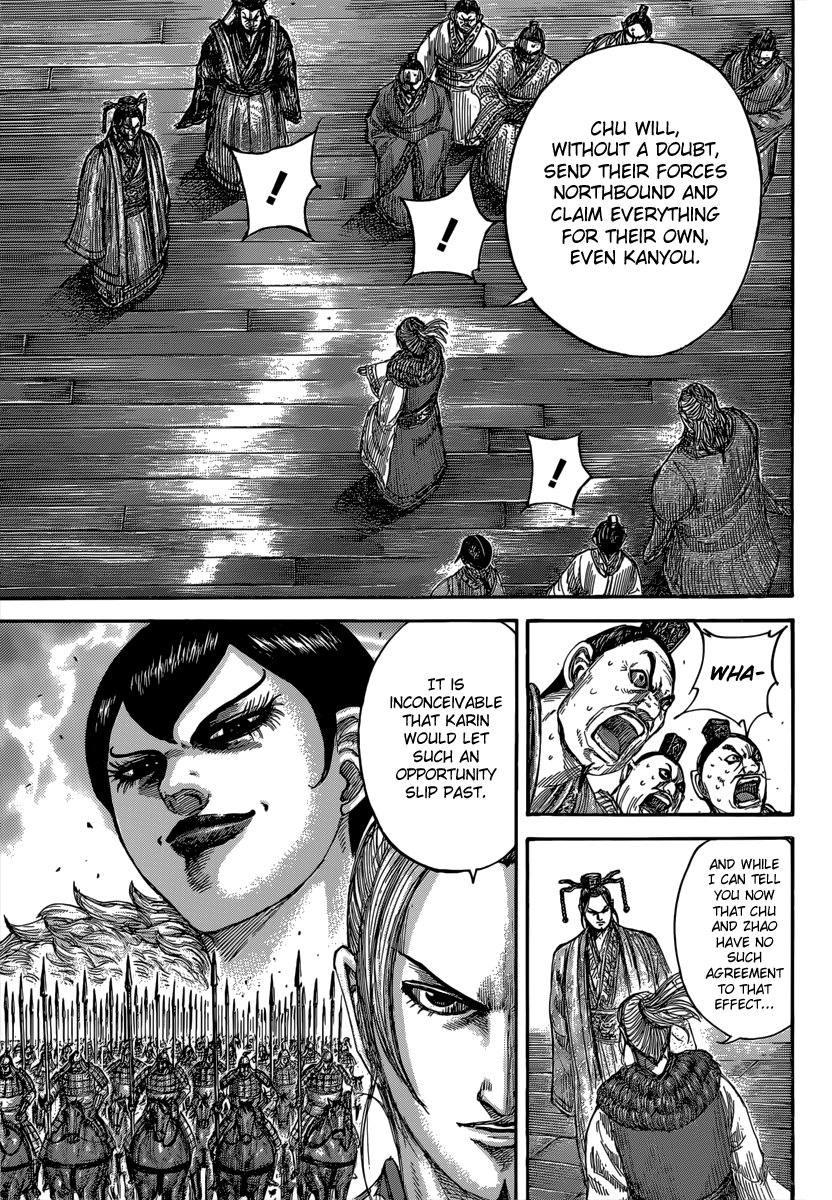 CHU WILL,
WITHOUT A DOUBT,
SEND THEIR FORCES
NORTHBOUND AND
CLAIM EVERYTHING
FOR THEIR OWN,
EVEN KANYOU.
!
!
!
WHA-
IT IS
INCONCEIVABLE
THAT KARIN
WOULD LET
SUCH AN
OPPORTUNITY
SLIP PAST.
AND WHILE
I CAN TELL
YOU NOW
THAT CHU
AND ZHAO
HAVE NO
SUCH
AGREEMENT
TO THAT
EFFECT...